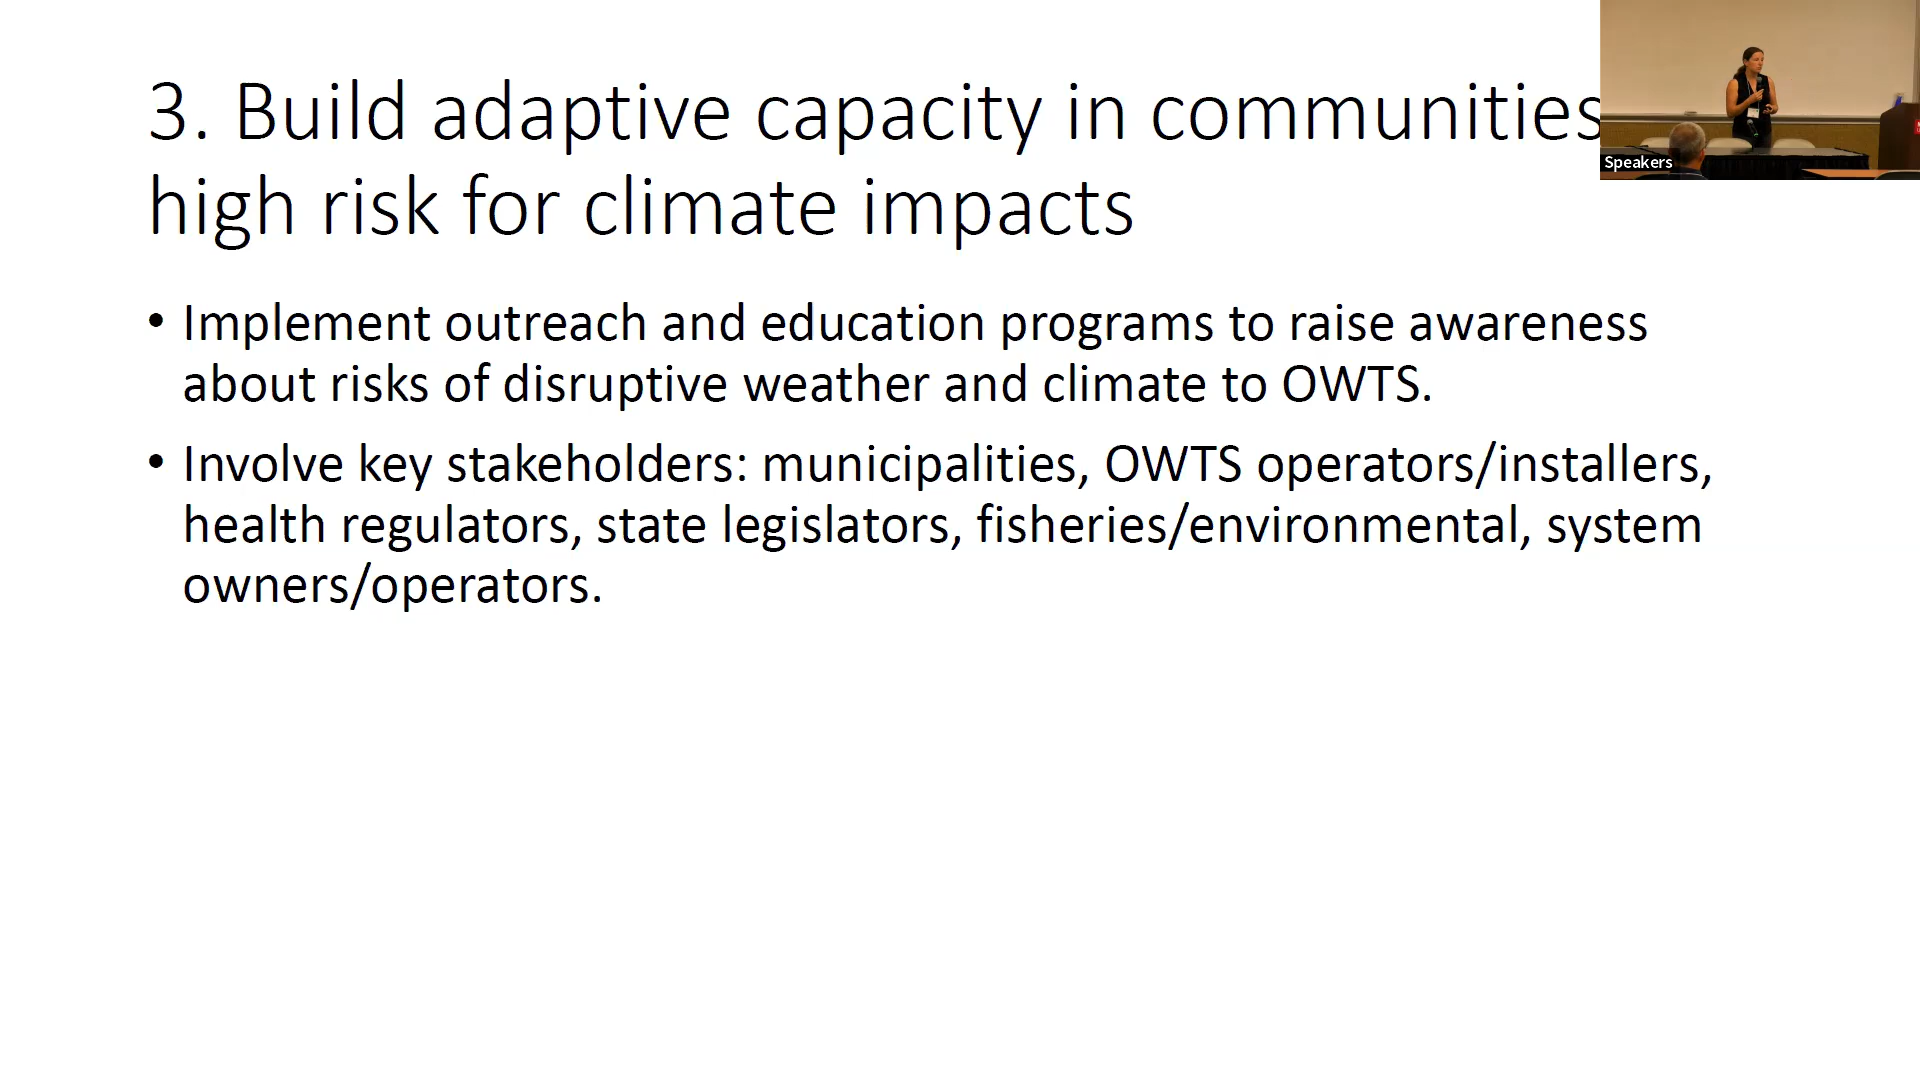 3. Build adaptive capacity in communities
high risk for climate impacts
• Implement outreach and education programs to raise awareness
about risks of disruptive weather and climate to OWTS.
• Involve key stakeholders: municipalities, OWTS operators/installers,
health regulators, state legislators, fisheries/environmental, system
owners/operators.
Speakers